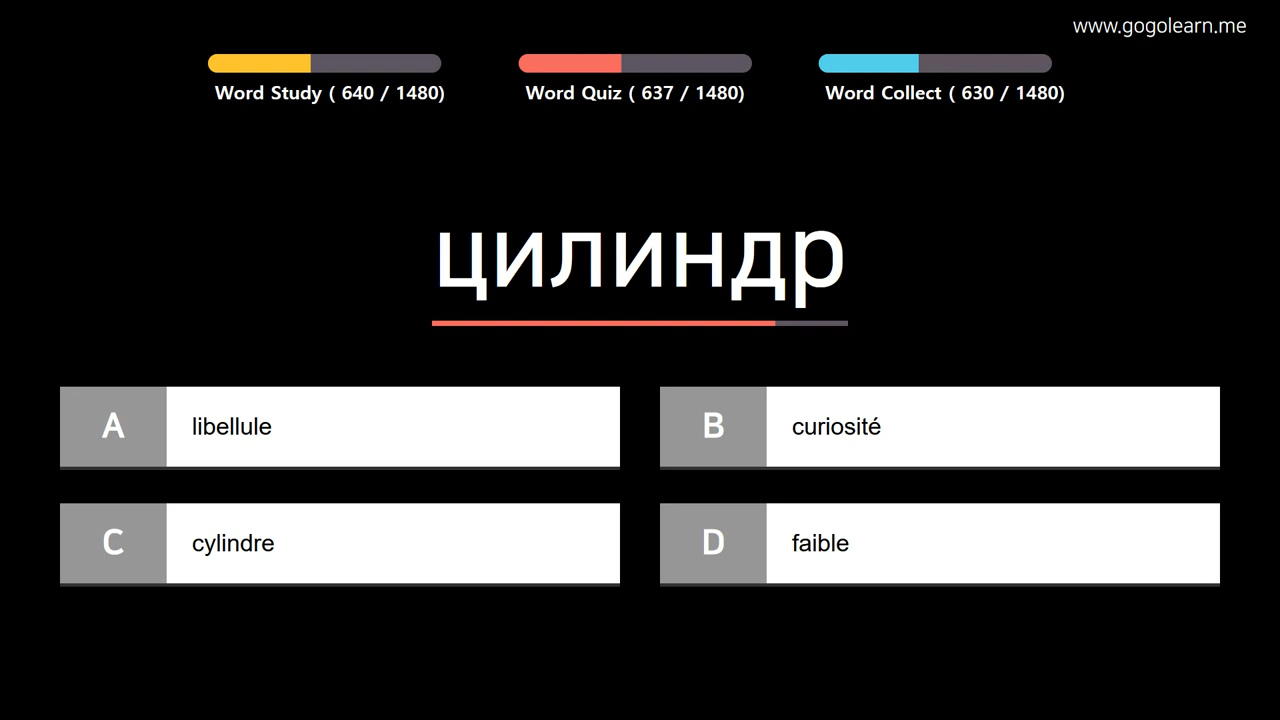 www.gogolearn.me
Word Study ( 640 / 1480)
Word Quiz ( 637 / 1480)
Word Collect ( 630 / 1480)
цилиндр
A libellule
B curiosité
C cylindre
D faible